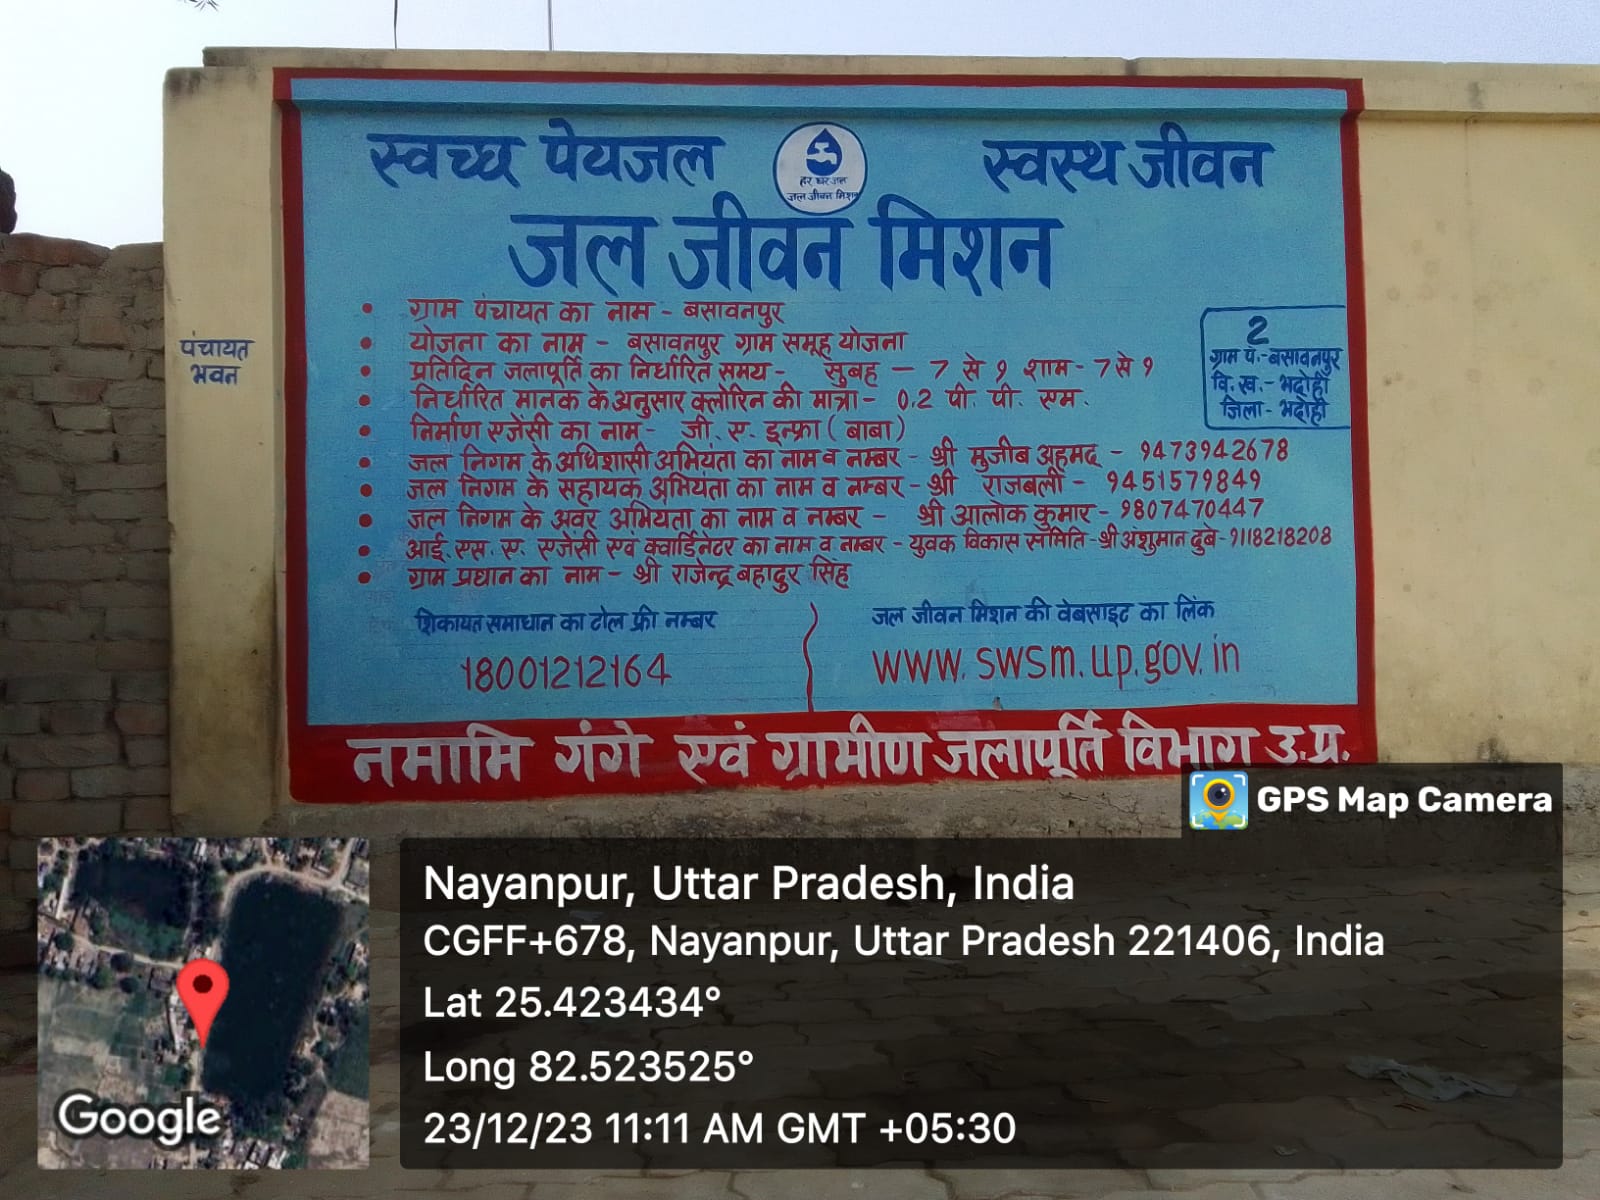 स्वच्छ पेयजल
स्वस्थ जीवन
हर घर जल
जल जीवन मिशन
जल जीवन मिशन
• ग्राम पंचायत का नाम - बसावनपुर
• योजना का नाम - बसावनपुर ग्राम समूह योजना
• प्रतिदिन जलापूर्ति का निर्धारित समय - सुबह - 7 से 9 शाम - 7 से 9
• निर्धारित मानक के अनुसार क्लोरिन की मात्रा - 0.2 पी. पी. एम.
• निर्माण एजेंसी का नाम - जी. ए. इन्फ्रा (बाबा)
• जल निगम के अधिशासी अभियंता का नाम व नम्बर - श्री मुजीब अहमद - 9473942678
• जल निगम के सहायक अभियंता का नाम व नम्बर - श्री राजबली - 9451579849
• जल निगम के अवर अभियंता का नाम व नम्बर - श्री आलोक कुमार - 9807470447
• आई. एस. ए. एजेंसी एवं क्वार्डिनेटर का नाम व नम्बर - युवक विकास समिति - श्री अंशुमान दुबे - 9118218208
• ग्राम प्रधान का नाम - श्री राजेन्द्र बहादुर सिंह
2
ग्राम पं.- बसावनपुर
वि. ख.- भदोही
जिला - भदोही
पंचायत
भवन
शिकायत समाधान का टोल फ्री नम्बर
18001212164
जल जीवन मिशन की वेबसाइट का लिंक
www.swsm.up.gov.in
नमामि गंगे एवं ग्रामीण जलापूर्ति विभाग उ.प्र.
GPS Map Camera
Nayanpur, Uttar Pradesh, India
CGFF+678, Nayanpur, Uttar Pradesh 221406, India
Lat 25.423434°
Long 82.523525°
23/12/23 11:11 AM GMT +05:30
Google